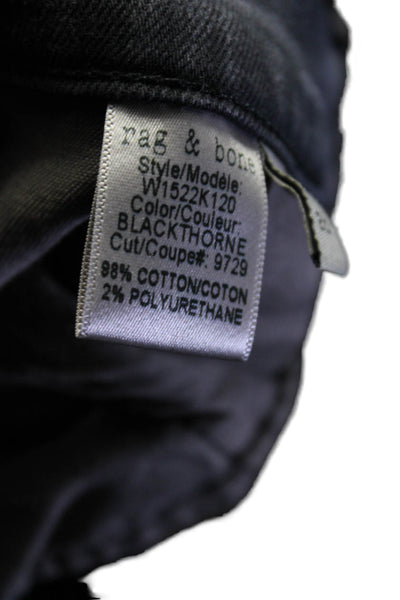 rag & bone
Style/Modèle:
W1522K120
Color/Couleur:
BLACKTHORNE
Cut/Coupe#: 9729
98% COTTON/COTON
2% POLYURETHANE